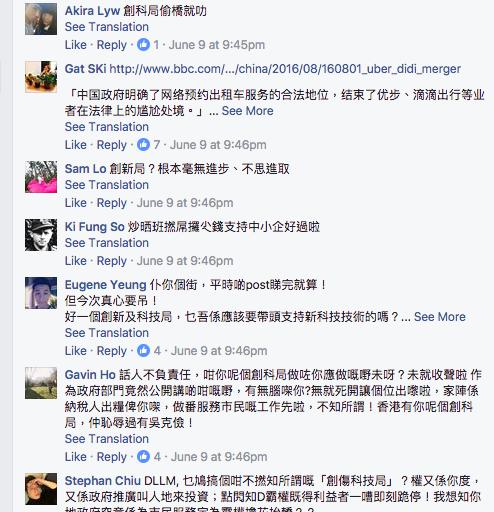 Akira Lyw 創科局偷橋就叻
See Translation
Like · Reply · 1 · June 9 at 9:45pm
Gat SKi http://www.bbc.com/.../china/2016/08/160801_uber_didi_merger
「中国政府明确了网络预约出租车服务的合法地位，结束了优步、滴滴出行等业
者在法律上的尴尬处境。」... See More
See Translation
Like · Reply · 7 · June 9 at 9:46pm
Sam Lo 創新局？根本毫無進步、不思進取
See Translation
Like · Reply · June 9 at 9:46pm
Ki Fung So 炒晒班撚屎攞尐錢支持中小企好過啦
See Translation
Like · Reply · June 9 at 9:46pm
Eugene Yeung 仆你個街，平時啲post睇完就算！
但今次真心要吊！
好一個創新及科技局，乜吾係應該要帶頭支持新科技技術的嗎？... See More
See Translation
Like · Reply · 4 · June 9 at 9:46pm
Gavin Ho 話人不負責任，咁你呢個創科局做咗你應做嘅嘢未呀？未就收聲啦 作
為政府部門竟然公開講啲咁嘅嘢，有無腦㗎你?無就死開讓個位出嚟啦，家陣係
納稅人出糧俾你㗎，做番服務市民嘅工作先啦，不知所謂！香港有你呢個創科
局，仲恥辱過有吳克儉！
See Translation
Like · Reply · 4 · June 9 at 9:46pm
Stephan Chiu DLLM, 乜鳩搞個咁不撚知所謂嘅「創傷科技局」？權又係你度，
又係政府推廣叫人地來投資；點閃知D霸權既得利益者一嘈即刻跪停！我想知你